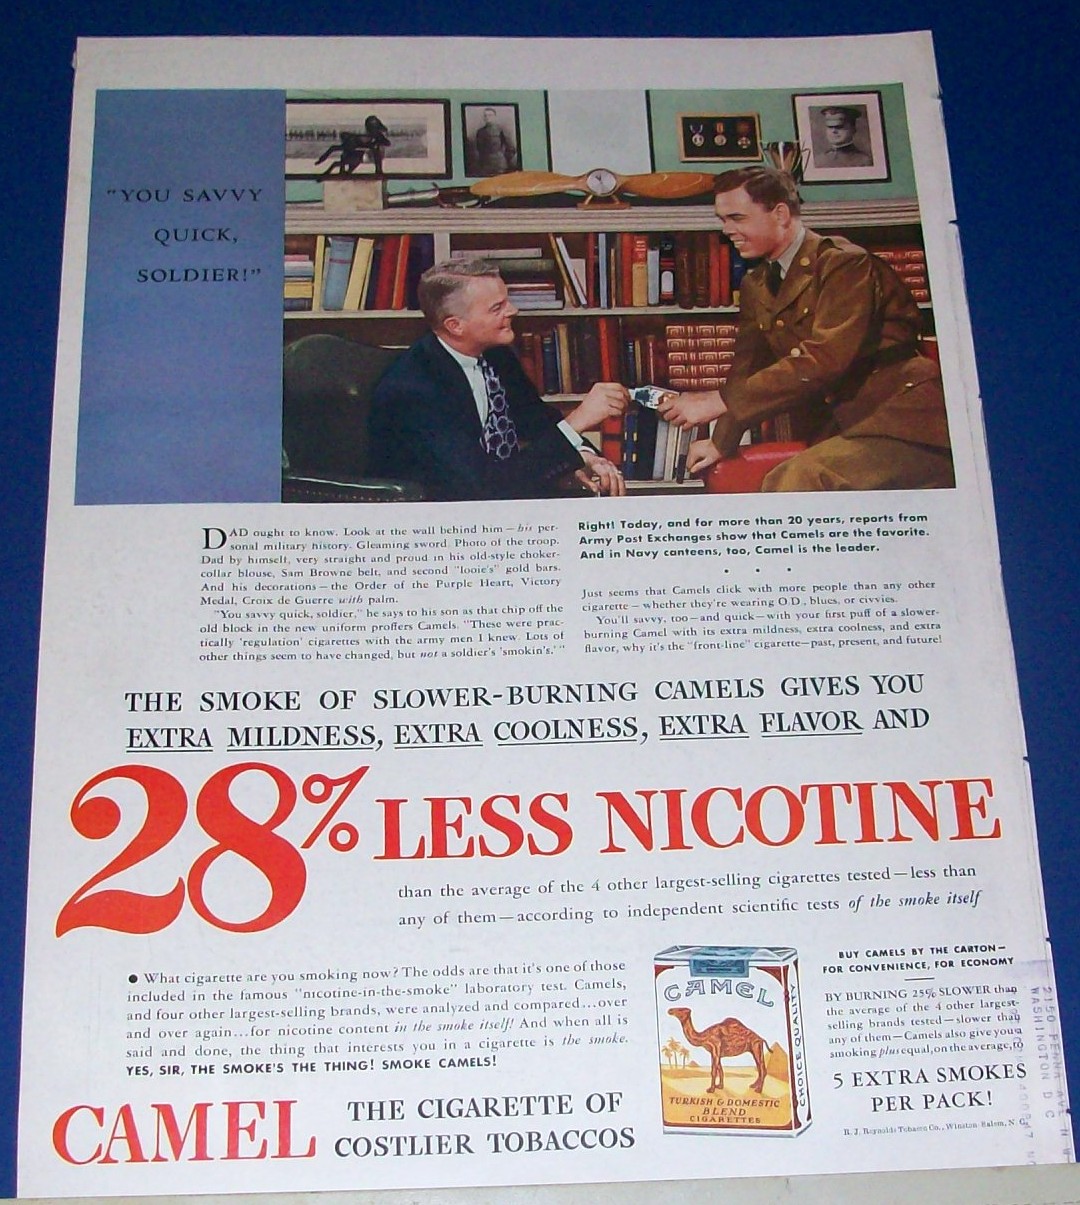 "YOU SAVVY
QUICK,
SOLDIER!"
DAD ought to know. Look at the wall behind him—his per-
sonal military history. Gleaming sword. Photo of the troop.
Dad by himself, very straight and proud in his old-style choker-
collar blouse, Sam Browne belt, and second "looie's" gold bars.
And his decorations—the Order of the Purple Heart, Victory
Medal, Croix de Guerre with palm.
"You savvy quick, soldier," he says to his son as that chip off the
old block in the new uniform proffers Camels. "These were prac-
tically 'regulation' cigarettes with the army men I knew. Lots of
other things seem to have changed, but not a soldier's 'smokin's.'"
Right! Today, and for more than 20 years, reports from
Army Post Exchanges show that Camels are the favorite.
And in Navy canteens, too, Camel is the leader.
• • •
Just seems that Camels click with more people than any other
cigarette—whether they're wearing O.D., blues, or civvies.
You'll savvy, too—and quick—with your first puff of a slower-
burning Camel with its extra mildness, extra coolness, and extra
flavor, why it's the "front-line" cigarette—past, present, and future!
THE SMOKE OF SLOWER-BURNING CAMELS GIVES YOU
EXTRA MILDNESS, EXTRA COOLNESS, EXTRA FLAVOR AND
28% LESS NICOTINE
than the average of the 4 other largest-selling cigarettes tested—less than
any of them—according to independent scientific tests of the smoke itself
• What cigarette are you smoking now? The odds are that it's one of those
included in the famous "nicotine-in-the-smoke" laboratory test. Camels,
and four other largest-selling brands, were analyzed and compared...over
and over again...for nicotine content in the smoke itself! And when all is
said and done, the thing that interests you in a cigarette is the smoke.
YES, SIR, THE SMOKE'S THE THING! SMOKE CAMELS!
CAMEL
THE CIGARETTE OF
COSTLIER TOBACCOS
CAMEL
TURKISH & DOMESTIC
BLEND
CIGARETTES
CHOICE QUALITY
BUY CAMELS BY THE CARTON—
FOR CONVENIENCE, FOR ECONOMY
BY BURNING 25% SLOWER than
the average of the 4 other largest-
selling brands tested—slower than
any of them—Camels also give you a
smoking plus equal, on the average, to
5 EXTRA SMOKES
PER PACK!
R. J. Reynolds Tobacco Co., Winston-Salem, N. C.
2150 PENNA AVE N W
WASHINGTON D C